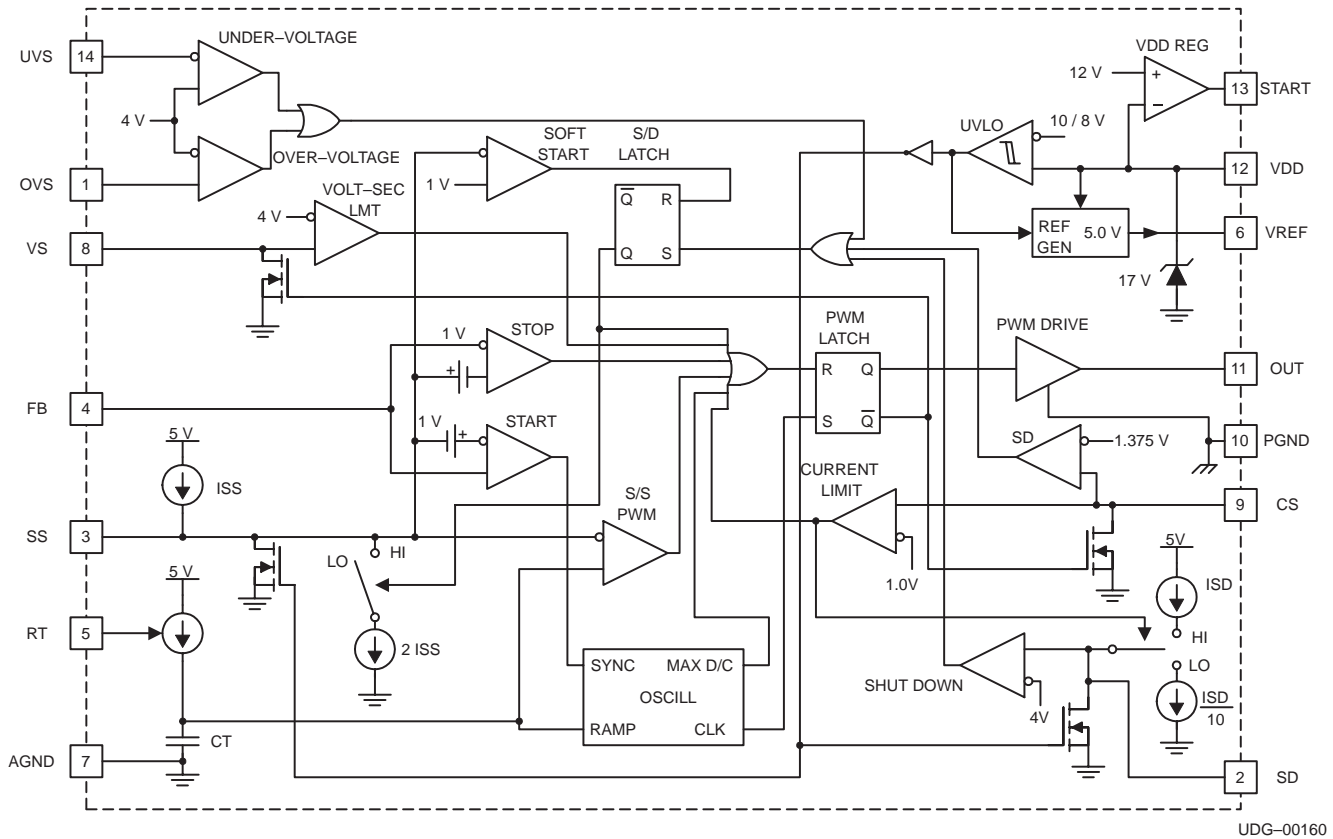 UNDER–VOLTAGE
VDD REG
UVS
14
12 V
+
–
13
START
4 V
10 / 8 V
UVLO
SOFT
START
S/D
LATCH
OVER–VOLTAGE
OVS
1
1 V
VOLT–SEC
LMT
12
VDD
Q
R
4 V
Q
S
VS
8
REF
GEN
5.0 V
6
VREF
17 V
1 V
STOP
PWM
LATCH
PWM DRIVE
+
R
Q
11
OUT
FB
4
1 V
START
+
S
Q
SD
1.375 V
10
PGND
5 V
ISS
CURRENT
LIMIT
S/S
PWM
9
CS
SS
3
HI
LO
5 V
1.0V
5V
ISD
RT
5
2 ISS
HI
LO
SYNC
MAX D/C
OSCILL
RAMP
CLK
SHUT DOWN
4V
ISD
10
CT
AGND
7
2
SD
UDG–00160